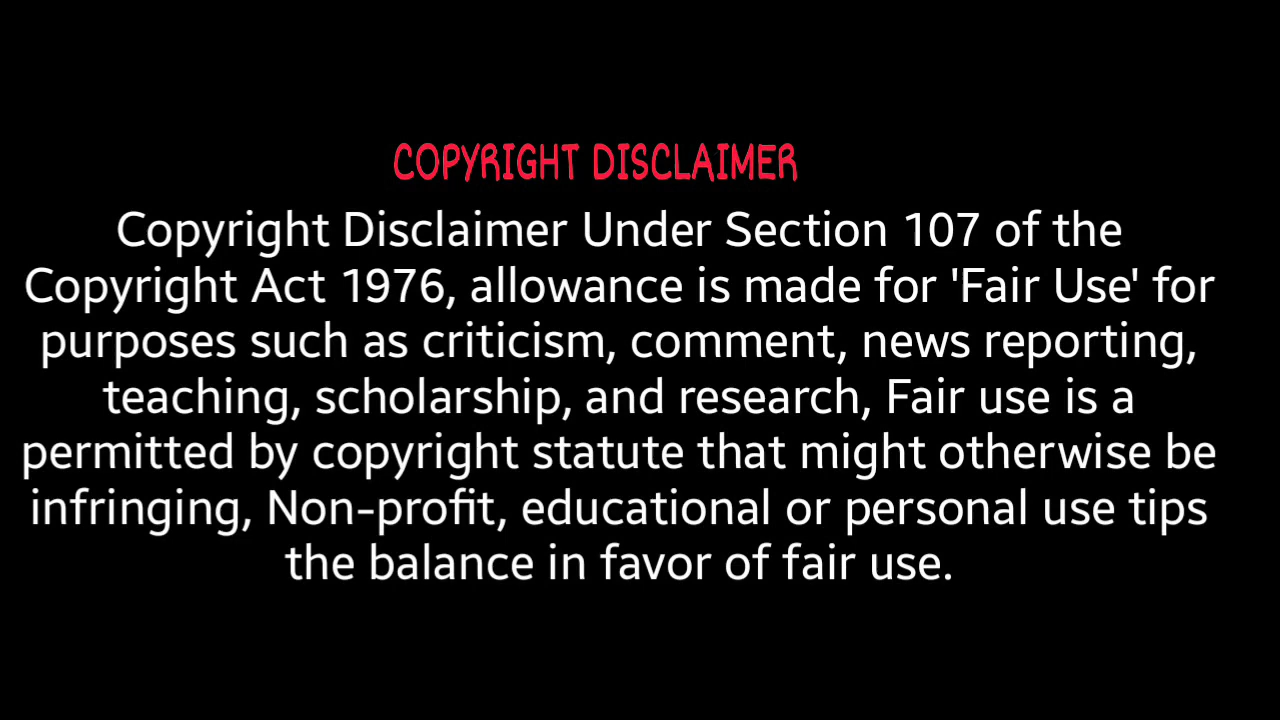 COPYRIGHT DISCLAIMER
Copyright Disclaimer Under Section 107 of the
Copyright Act 1976, allowance is made for 'Fair Use' for
purposes such as criticism, comment, news reporting,
teaching, scholarship, and research, Fair use is a
permitted by copyright statute that might otherwise be
infringing, Non-profit, educational or personal use tips
the balance in favor of fair use.